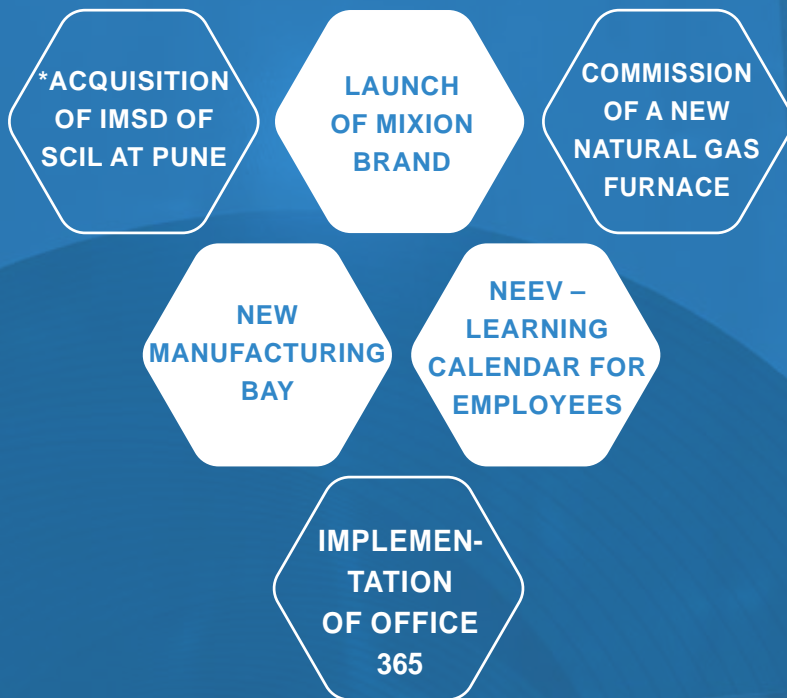 *ACQUISITION
OF IMSD OF
SCIL AT PUNE
LAUNCH
OF MIXION
BRAND
COMMISSION
OF A NEW
NATURAL GAS
FURNACE
NEW
MANUFACTURING
BAY
NEEV –
LEARNING
CALENDAR FOR
EMPLOYEES
IMPLEMEN-
TATION
OF OFFICE
365